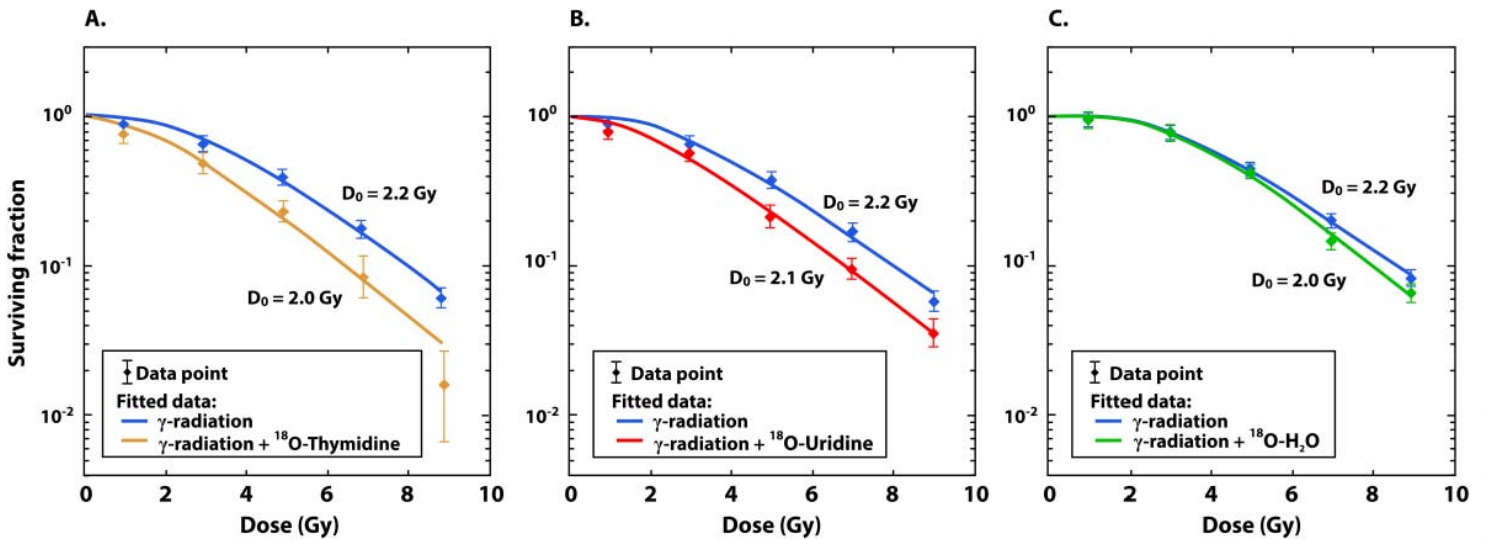 A.
Surviving fraction
10⁰
10⁻¹
10⁻²
D₀ = 2.2 Gy
D₀ = 2.0 Gy
Data point
Fitted data:
γ-radiation
γ-radiation + ¹⁸O-Thymidine
0 2 4 6 8 10
Dose (Gy)
B.
10⁰
10⁻¹
10⁻²
D₀ = 2.2 Gy
D₀ = 2.1 Gy
Data point
Fitted data:
γ-radiation
γ-radiation + ¹⁸O-Uridine
0 2 4 6 8 10
Dose (Gy)
C.
10⁰
10⁻¹
10⁻²
D₀ = 2.2 Gy
D₀ = 2.0 Gy
Data point
Fitted data:
γ-radiation
γ-radiation + ¹⁸O-H₂O
0 2 4 6 8 10
Dose (Gy)